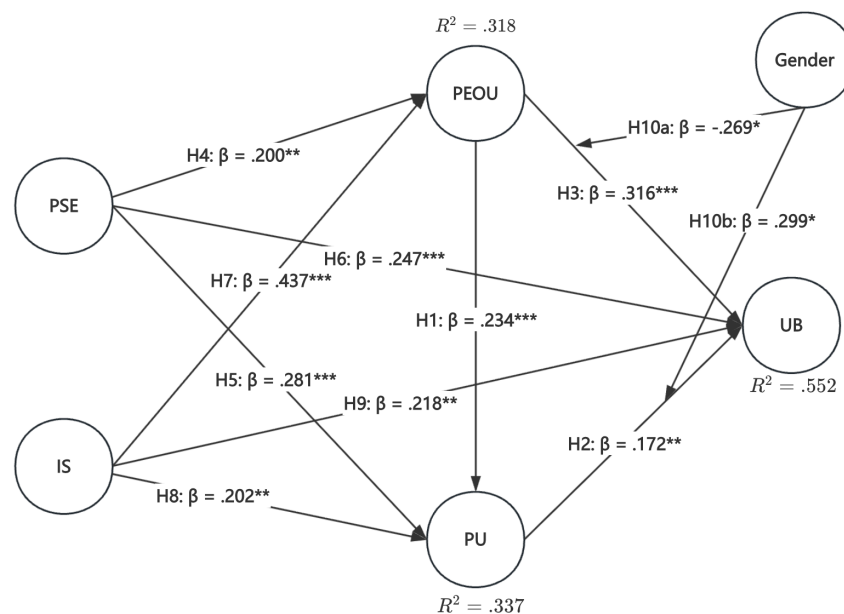 R² = .318
Gender
PEOU
H10a: β = -.269*
H4: β = .200**
H3: β = .316***
PSE
H10b: β = .299*
H6: β = .247***
H7: β = .437***
H1: β = .234***
UB
H5: β = .281***
R² = .552
H9: β = .218**
H2: β = .172**
IS
H8: β = .202**
PU
R² = .337